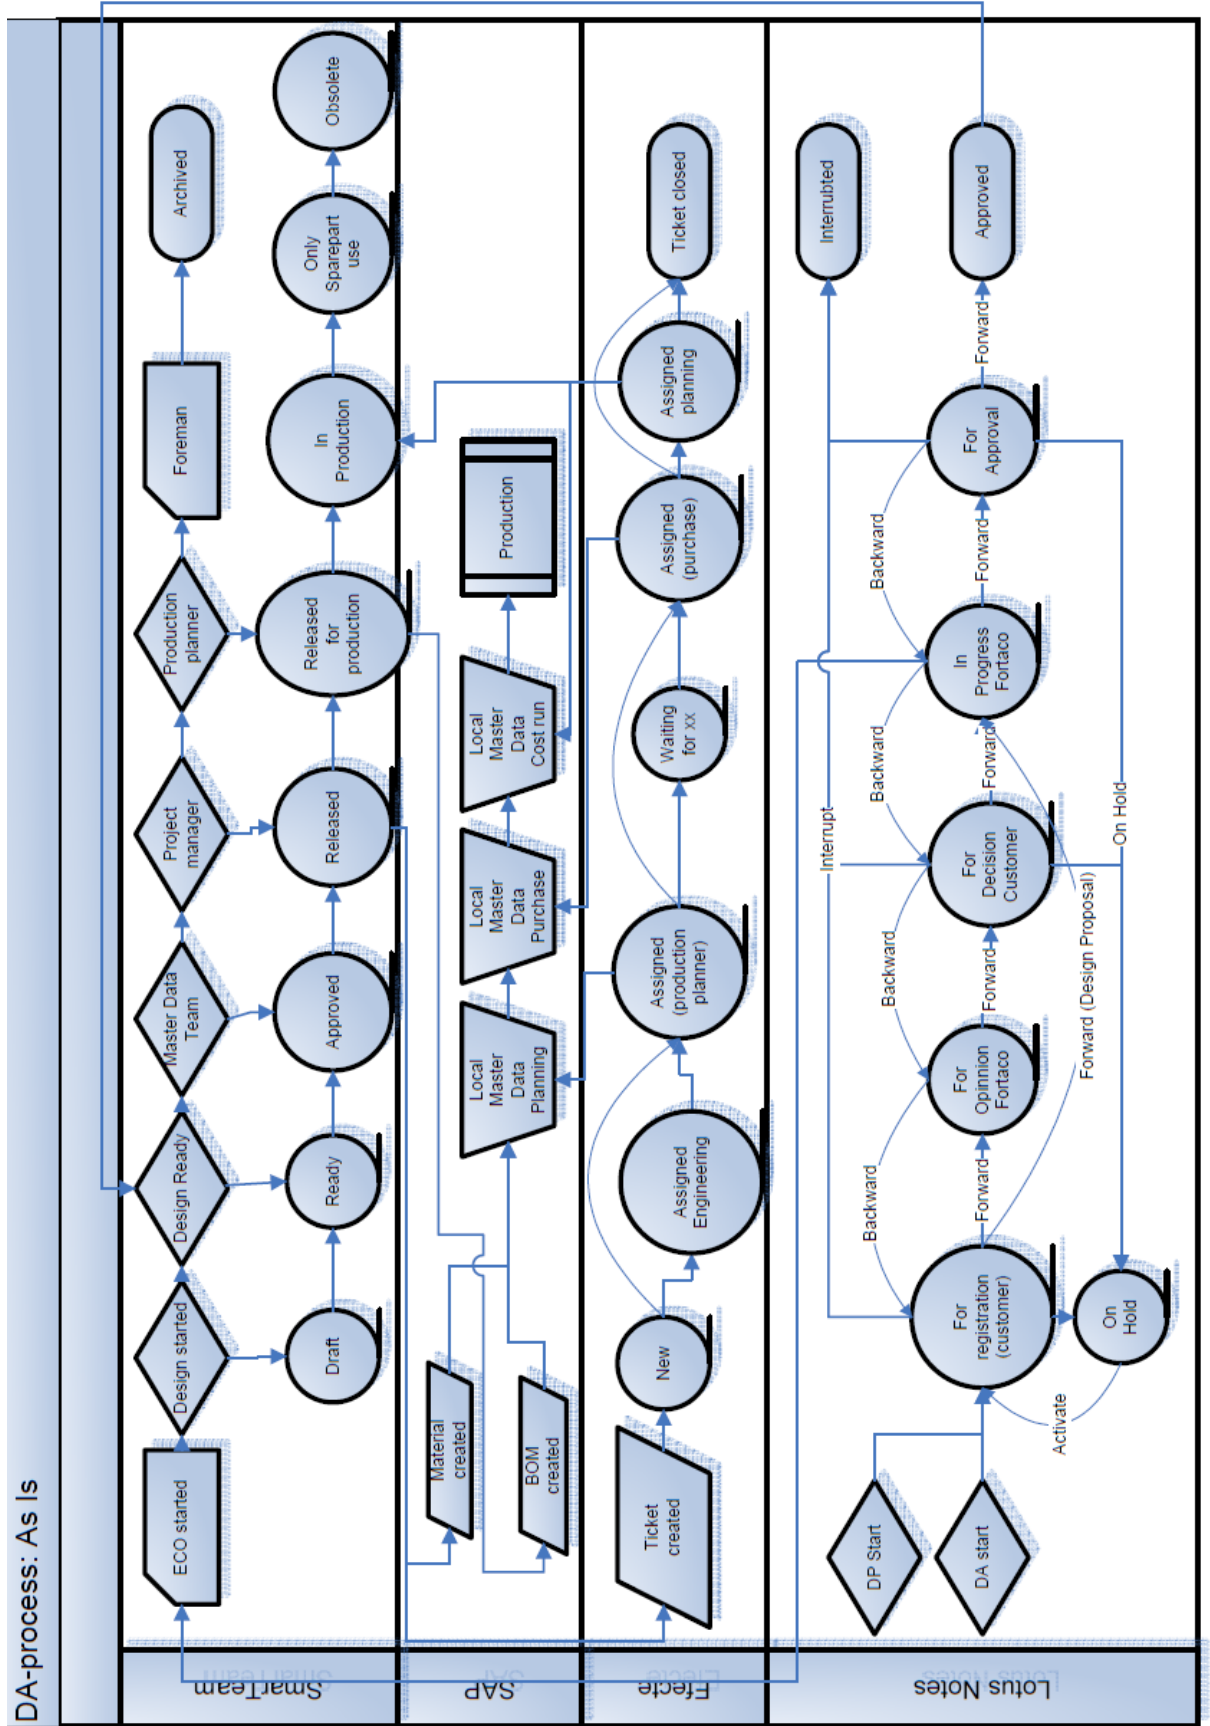 DA-process: As Is
SmarTeam
ECO started
Design started
Design Ready
Master Data
Team
Project
manager
Production
planner
Foreman
Archived
Draft
Ready
Approved
Released
Released
for
production
In
Production
Only
Sparepart
use
Obsolete
SAP
Material
created
BOM
created
Local
Master
Data
Planning
Local
Master
Data
Purchase
Local
Master
Data
Cost run
Production
Efecte
Ticket
created
New
Assigned
Engineering
Assigned
(production
planner)
Waiting
for xx
Assigned
(purchase)
Assigned
planning
Ticket closed
Lotus Notes
DP Start
DA start
Activate
For
registration
(customer)
On
Hold
Forward
Backward
For
Opinnion
Fortaco
Forward
Backward
For
Decision
Customer
Forward
Backward
In
Progress
Fortaco
Forward
Backward
For
Approval
Forward
Approved
Interrubted
Interrupt
Forward (Design Proposal)
On Hold